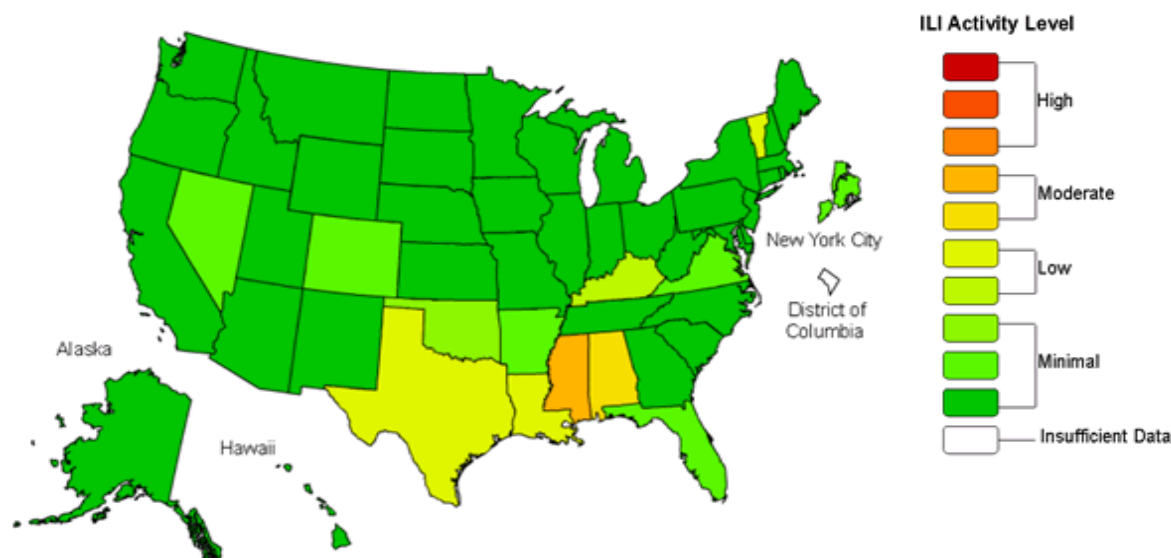 ILI Activity Level
High
Moderate
New York City
Low
District of
Columbia
Alaska
Minimal
Hawaii
Insufficient Data